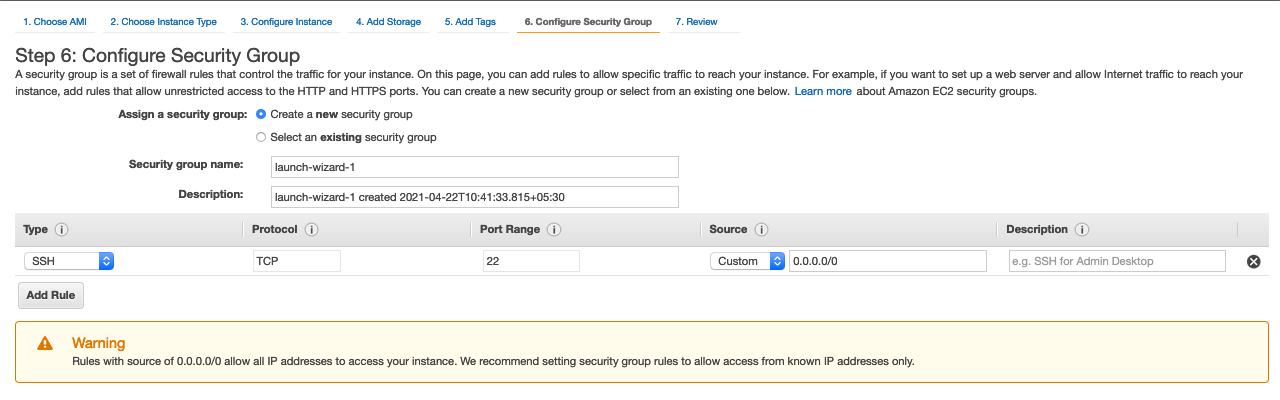 1. Choose AMI 2. Choose Instance Type 3. Configure Instance 4. Add Storage 5. Add Tags 6. Configure Security Group 7. Review
Step 6: Configure Security Group
A security group is a set of firewall rules that control the traffic for your instance. On this page, you can add rules to allow specific traffic to reach your instance. For example, if you want to set up a web server and allow Internet traffic to reach your
instance, add rules that allow unrestricted access to the HTTP and HTTPS ports. You can create a new security group or select from an existing one below. Learn more about Amazon EC2 security groups.
Assign a security group: Create a new security group
Select an existing security group
Security group name: launch-wizard-1
Description: launch-wizard-1 created 2021-04-22T10:41:33.815+05:30
Type i Protocol i Port Range i Source i Description i
SSH TCP 22 Custom 0.0.0.0/0 e.g. SSH for Admin Desktop
Add Rule
Warning
Rules with source of 0.0.0.0/0 allow all IP addresses to access your instance. We recommend setting security group rules to allow access from known IP addresses only.